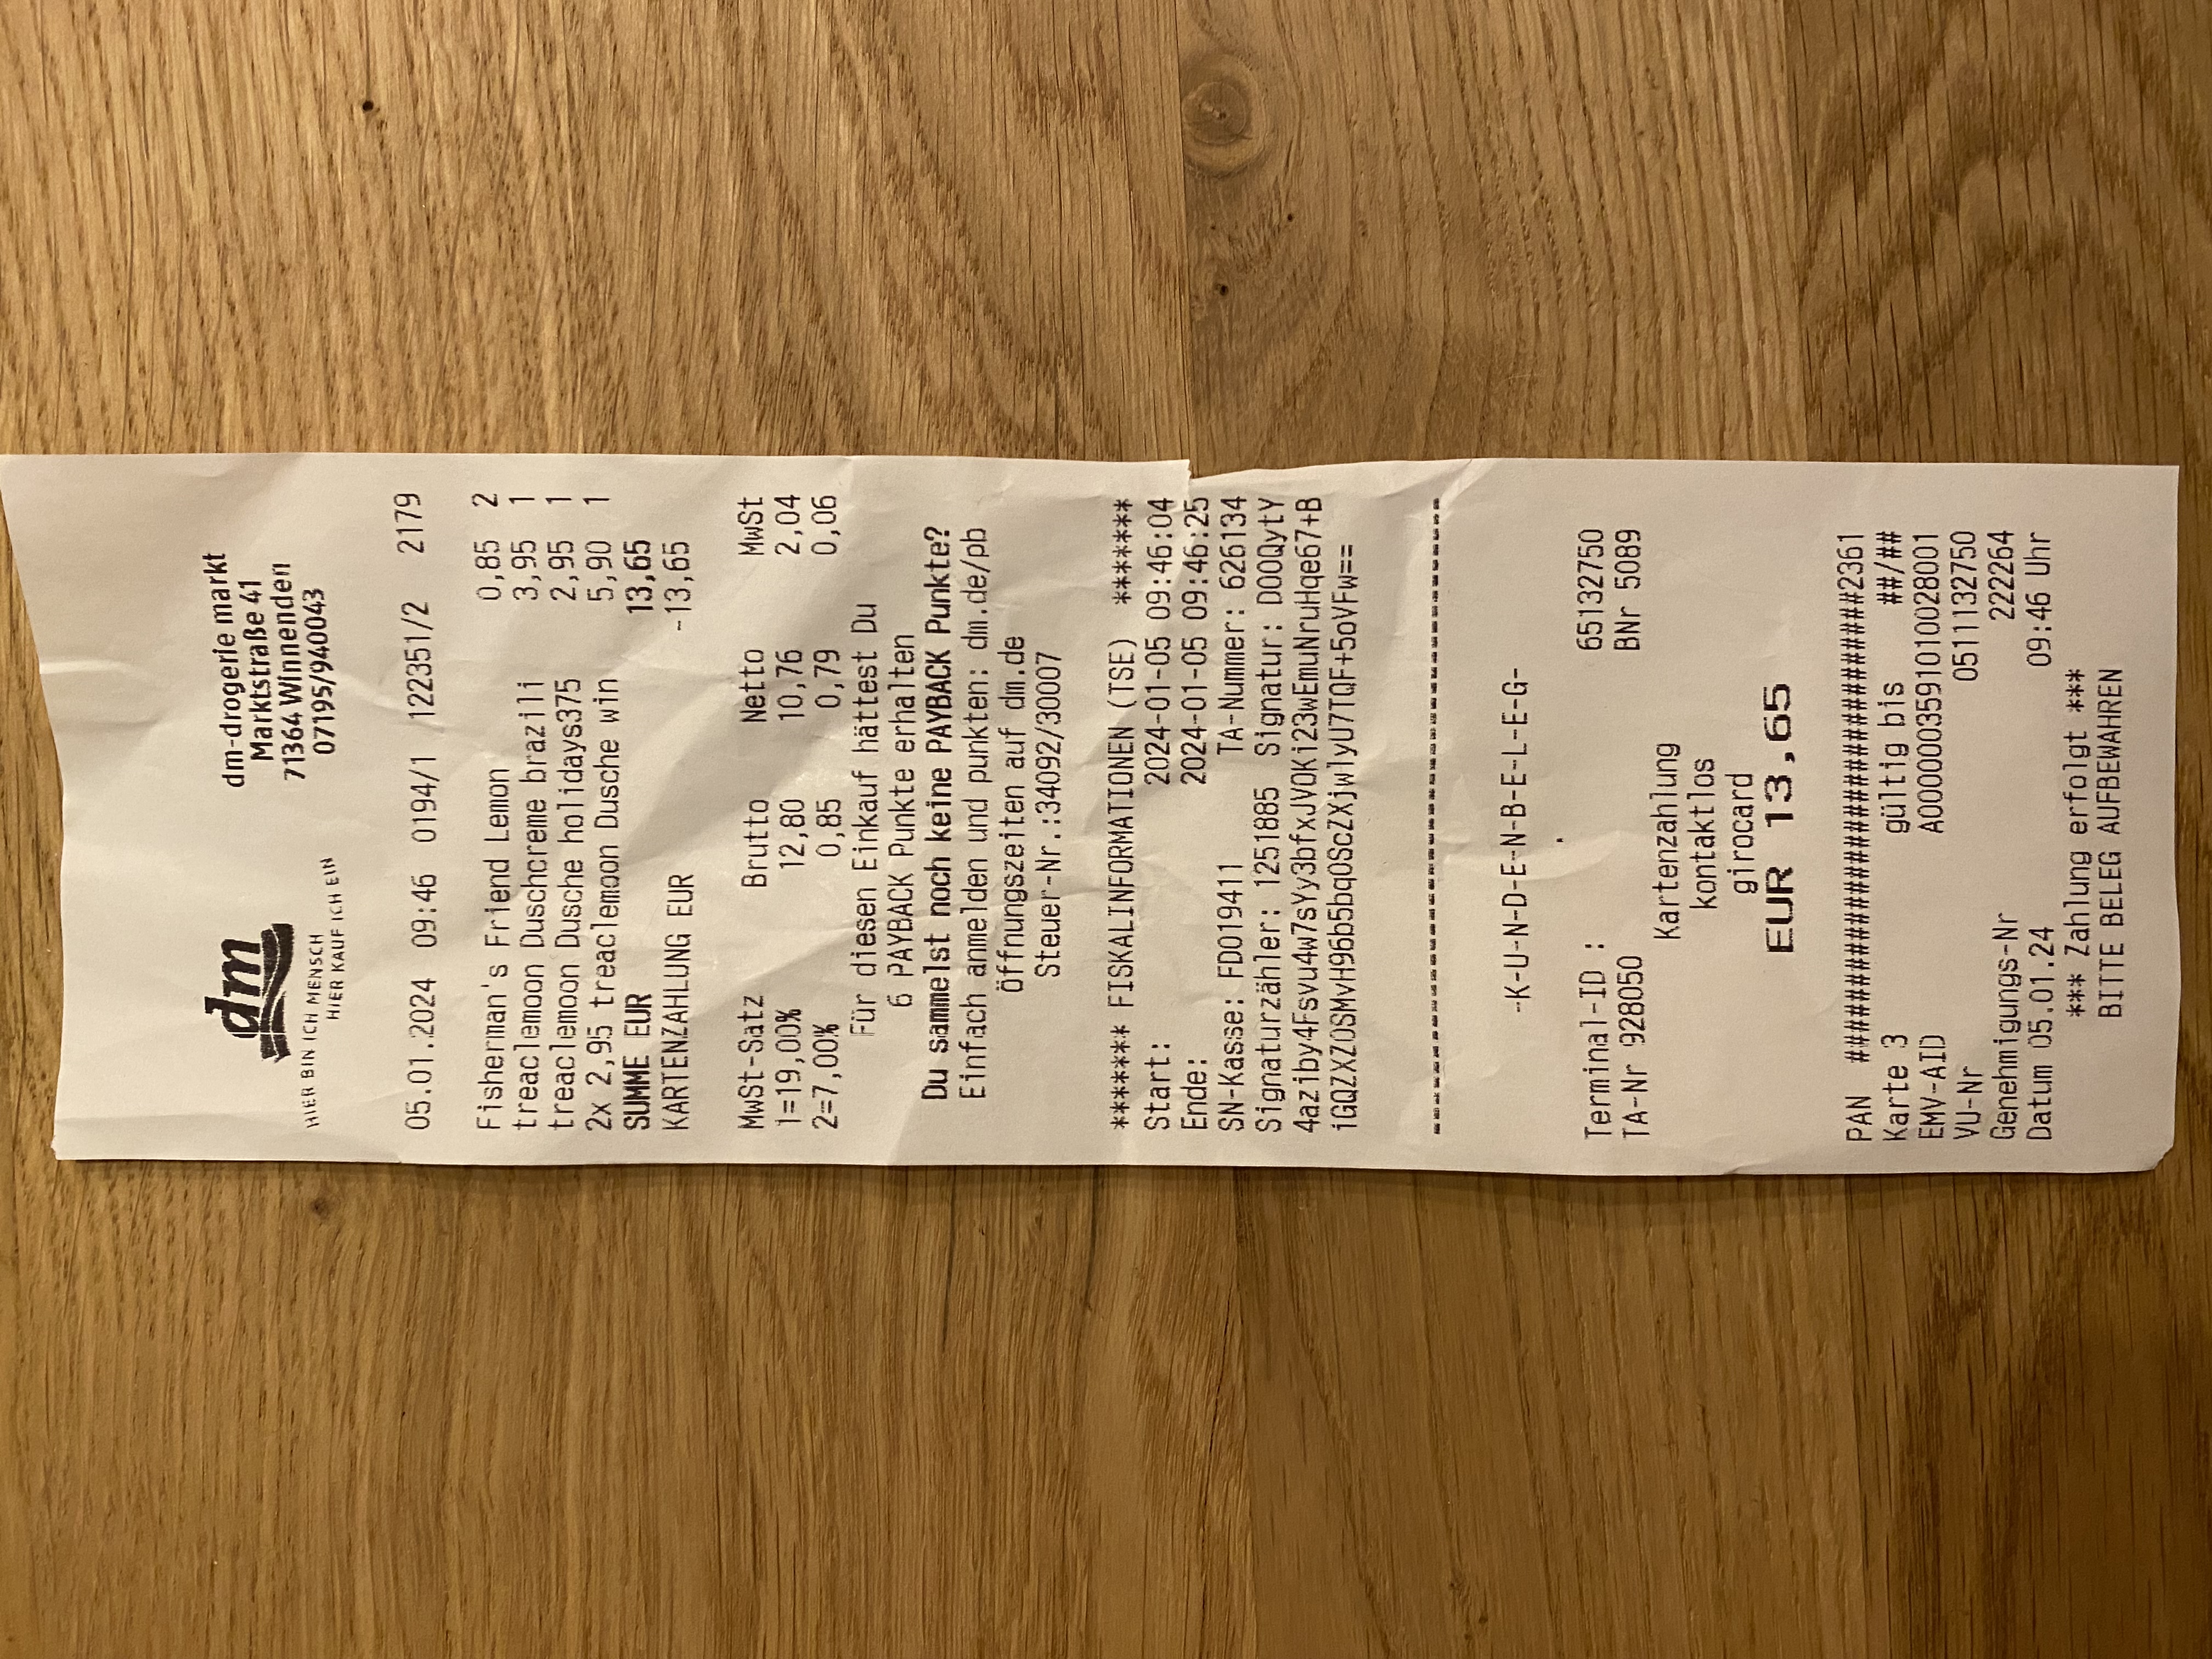 dm
HIER BIN ICH MENSCH
HIER KAUF ICH EIN
dm-drogerie markt
Marktstraße 41
71364 Winnenden
07195/940043
05.01.2024 09:46 0194/1 122351/2 2179
Fisherman's Friend Lemon 0,85 2
treaclemoon Duschcreme brazili 3,95 1
treaclemoon Dusche holidays375 2,95 1
2x 2,95 treaclemoon Dusche win 5,90 1
SUMME EUR 13,65
KARTENZAHLUNG EUR -13,65
MwSt-Satz Brutto Netto MwSt
1=19,00% 12,80 10,76 2,04
2=7,00% 0,85 0,79 0,06
Für diesen Einkauf hättest Du
6 PAYBACK Punkte erhalten
Du sammelst noch keine PAYBACK Punkte?
Einfach anmelden und punkten: dm.de/pb
Öffnungszeiten auf dm.de
Steuer-Nr.:34092/30007
******* FISKALINFORMATIONEN (TSE) *******
Start: 2024-01-05 09:46:04
Ende: 2024-01-05 09:46:25
SN-Kasse: FD019411 TA-Nummer: 626134
Signaturzähler: 1251885 Signatur: DOOQytY
4aziby4Fsvu4w7sYy3bfxJVOKi23wEmuNruHqe67+B
iGQZXZOSMvH96b5bqOScZXjwlyU7TQF+5oVFw==
-K-U-N-D-E-N-B-E-L-E-G-
Terminal-ID : 65132750
TA-Nr 928050 BNr 5089
Kartenzahlung
kontaktlos
girocard
EUR 13,65
PAN ###############################2361
Karte 3 gültig bis ##/##
EMV-AID A0000003591010028001
VU-Nr 0511132750
Genehmigungs-Nr 222264
Datum 05.01.24 09:46 Uhr
*** Zahlung erfolgt ***
BITTE BELEG AUFBEWAHREN